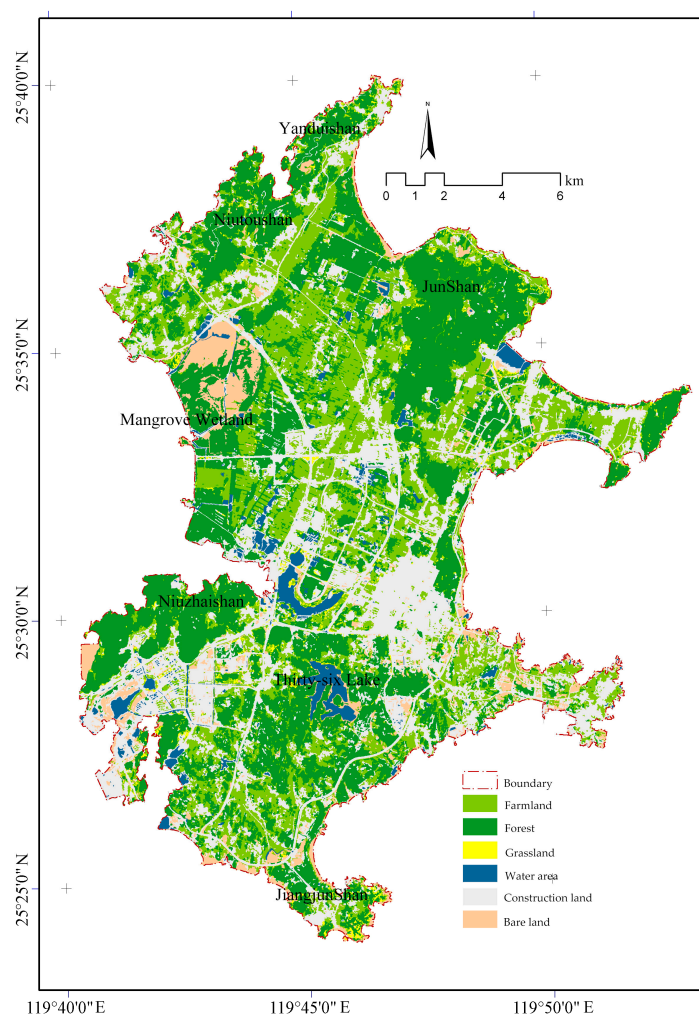 25°40'0" N
Yanduishan
N
0 1 2 4 6 km
Niutoushan
JunShan
25°35'0" N
Mangrove Wetland
25°30'0" N
Niuzhaishan
Thirty-six Lake
Boundary
Farmland
Forest
Grassland
Water area
Construction land
Bare land
25°25'0" N
JiangjunShan
119°40'0" E 119°45'0" E 119°50'0" E